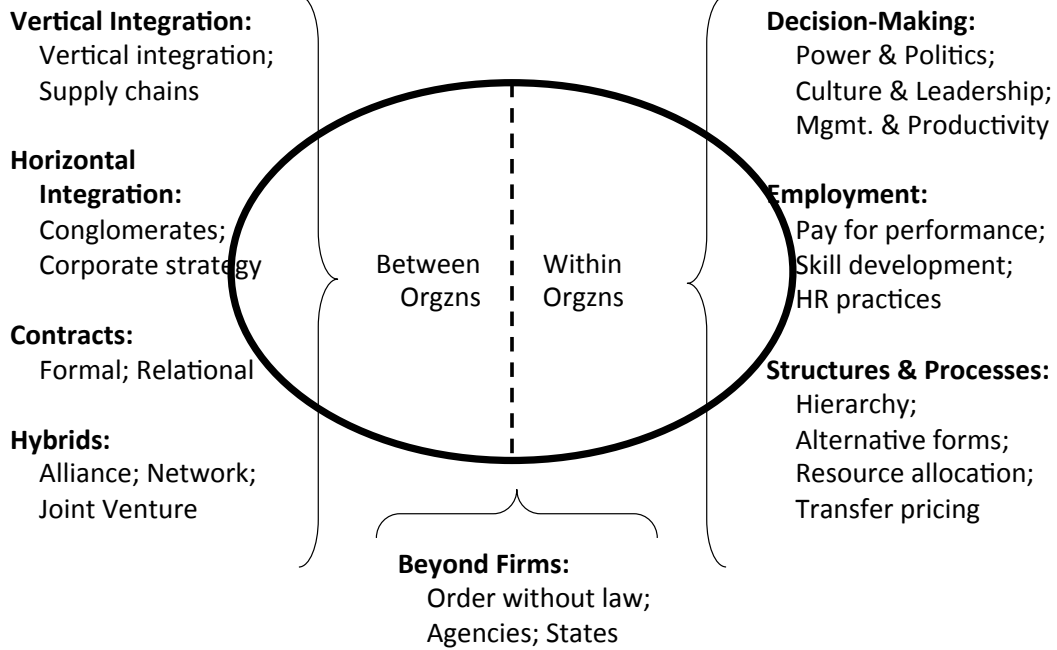 Vertical Integration:
Vertical integration;
Supply chains
Horizontal
Integration:
Conglomerates;
Corporate strategy
Contracts:
Formal; Relational
Hybrids:
Alliance; Network;
Joint Venture
Between
Orgzns
Within
Orgzns
Decision-Making:
Power & Politics;
Culture & Leadership;
Mgmt. & Productivity
Employment:
Pay for performance;
Skill development;
HR practices
Structures & Processes:
Hierarchy;
Alternative forms;
Resource allocation;
Transfer pricing
Beyond Firms:
Order without law;
Agencies; States